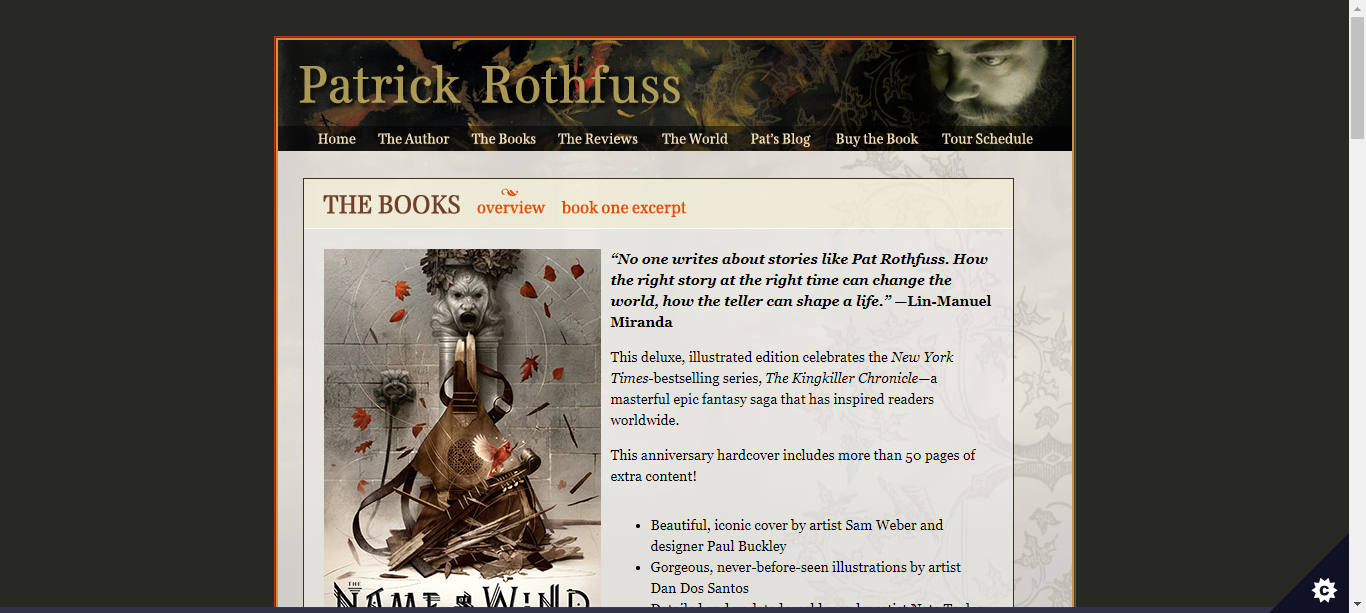 Patrick Rothfuss
Home The Author The Books The Reviews The World Pat's Blog Buy the Book Tour Schedule
THE BOOKS overview book one excerpt
“No one writes about stories like Pat Rothfuss. How
the right story at the right time can change the
world, how the teller can shape a life.” —Lin-Manuel
Miranda
This deluxe, illustrated edition celebrates the New York
Times-bestselling series, The Kingkiller Chronicle—a
masterful epic fantasy saga that has inspired readers
worldwide.
This anniversary hardcover includes more than 50 pages of
extra content!
• Beautiful, iconic cover by artist Sam Weber and
designer Paul Buckley
• Gorgeous, never-before-seen illustrations by artist
Dan Dos Santos
THE
NAME WIND